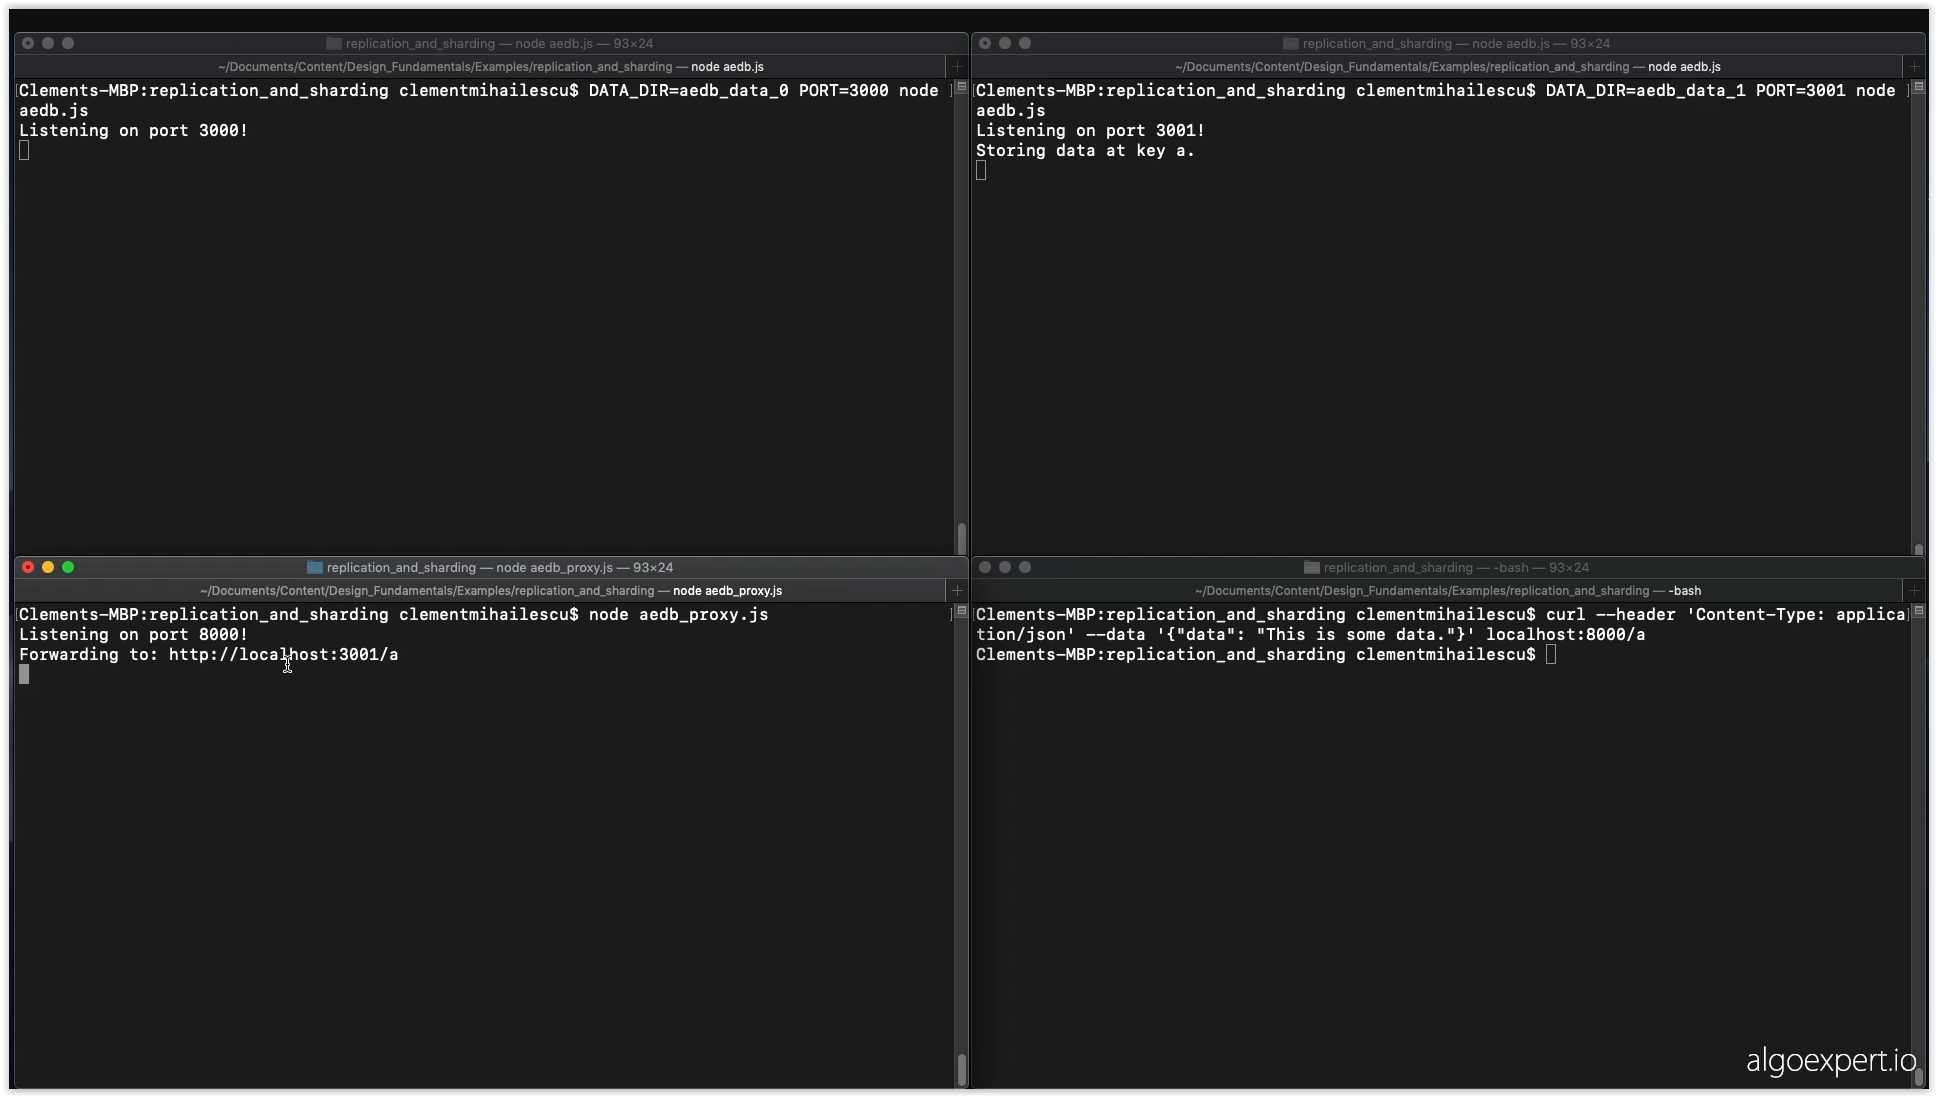 replication_and_sharding — node aedb.js — 93×24
~/Documents/Content/Design_Fundamentals/Examples/replication_and_sharding — node aedb.js
[Clements-MBP:replication_and_sharding clementmihailescu$ DATA_DIR=aedb_data_0 PORT=3000 node ]
aedb.js
Listening on port 3000!
replication_and_sharding — node aedb.js — 93×24
~/Documents/Content/Design_Fundamentals/Examples/replication_and_sharding — node aedb.js
[Clements-MBP:replication_and_sharding clementmihailescu$ DATA_DIR=aedb_data_1 PORT=3001 node ]
aedb.js
Listening on port 3001!
Storing data at key a.
replication_and_sharding — node aedb_proxy.js — 93×24
~/Documents/Content/Design_Fundamentals/Examples/replication_and_sharding — node aedb_proxy.js
[Clements-MBP:replication_and_sharding clementmihailescu$ node aedb_proxy.js ]
Listening on port 8000!
Forwarding to: http://localhost:3001/a
replication_and_sharding — -bash — 93×24
~/Documents/Content/Design_Fundamentals/Examples/replication_and_sharding — -bash
[Clements-MBP:replication_and_sharding clementmihailescu$ curl --header 'Content-Type: applica]
tion/json' --data '{"data": "This is some data."}' localhost:8000/a
Clements-MBP:replication_and_sharding clementmihailescu$
algoexpert.io